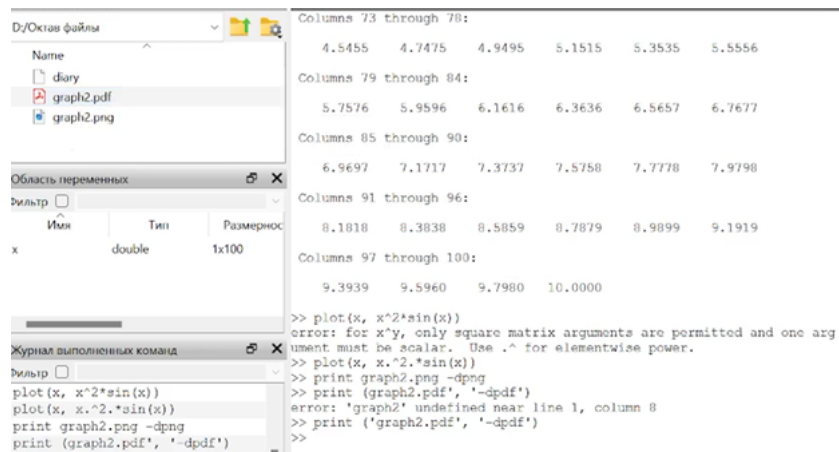 D:/Октав файлы
Name
diary
graph2.pdf
graph2.png
Область переменных
Фильтр
Имя Тип Размернос
x double 1x100
Журнал выполненных команд
Фильтр
plot(x, x^2*sin(x))
plot(x, x.^2.*sin(x))
print graph2.png -dpng
print (graph2.pdf', '-dpdf')
Columns 73 through 78:
4.5455 4.7475 4.9495 5.1515 5.3535 5.5556
Columns 79 through 84:
5.7576 5.9596 6.1616 6.3636 6.5657 6.7677
Columns 85 through 90:
6.9697 7.1717 7.3737 7.5758 7.7778 7.9798
Columns 91 through 96:
8.1818 8.3838 8.5859 8.7879 8.9899 9.1919
Columns 97 through 100:
9.3939 9.5960 9.7980 10.0000
>> plot(x, x^2*sin(x))
error: for x^y, only square matrix arguments are permitted and one arg
ument must be scalar. Use .^ for elementwise power.
>> plot(x, x.^2.*sin(x))
>> print graph2.png -dpng
>> print (graph2.pdf', '-dpdf')
error: 'graph2' undefined near line 1, column 8
>> print ('graph2.pdf', '-dpdf')
>>